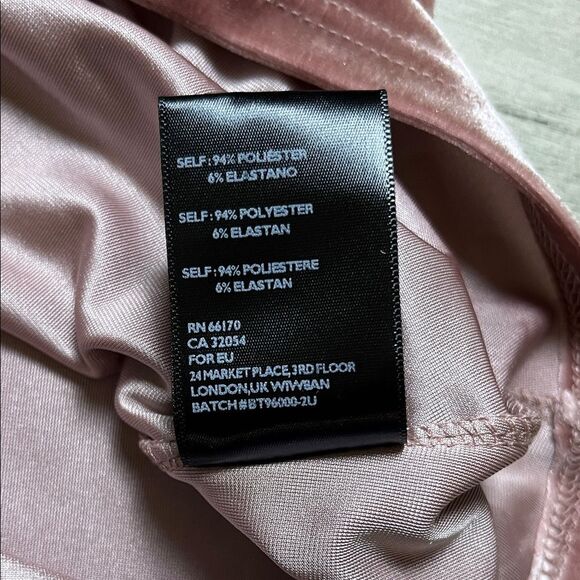 SELF : 94% POLIÉSTER
6% ELASTANO
SELF : 94% POLYESTER
6% ELASTAN
SELF : 94% POLIESTERE
6% ELASTAN
RN 66170
CA 32054
FOR EU
24 MARKET PLACE,3RD FLOOR
LONDON,UK W1W8AN
BATCH#BT96000-2U